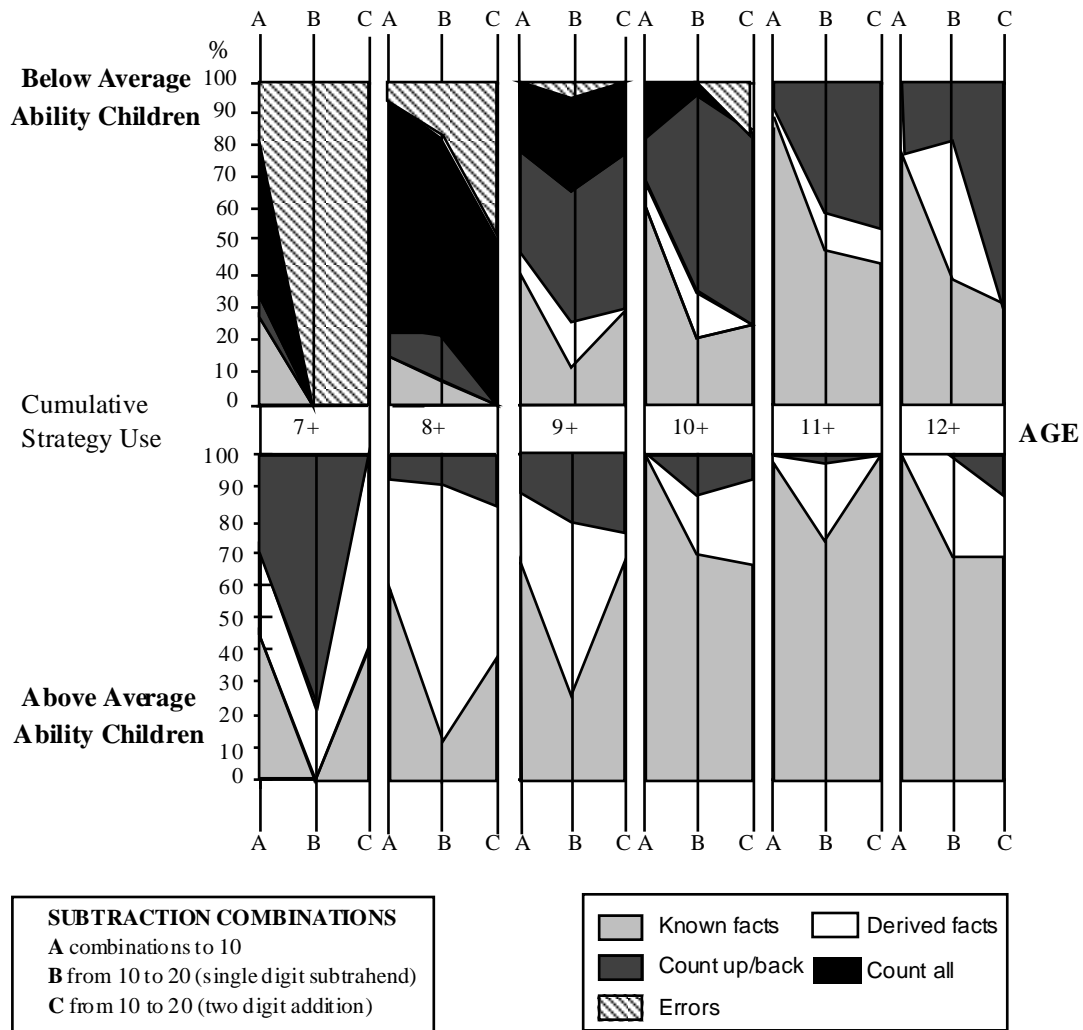 A B C A B C A B C A B C A B C A B C
%
Below Average
Ability Children
100
90
80
70
60
50
40
30
20
10
0
Cumulative
Strategy Use
7+ 8+ 9+ 10+ 11+ 12+
AGE
100
90
80
70
60
50
40
30
20
10
0
Above Average
Ability Children
A B C A B C A B C A B C A B C A B C
SUBTRACTION COMBINATIONS
A combinations to 10
B from 10 to 20 (single digit subtrahend)
C from 10 to 20 (two digit addition)
Known facts Derived facts
Count up/back Count all
Errors